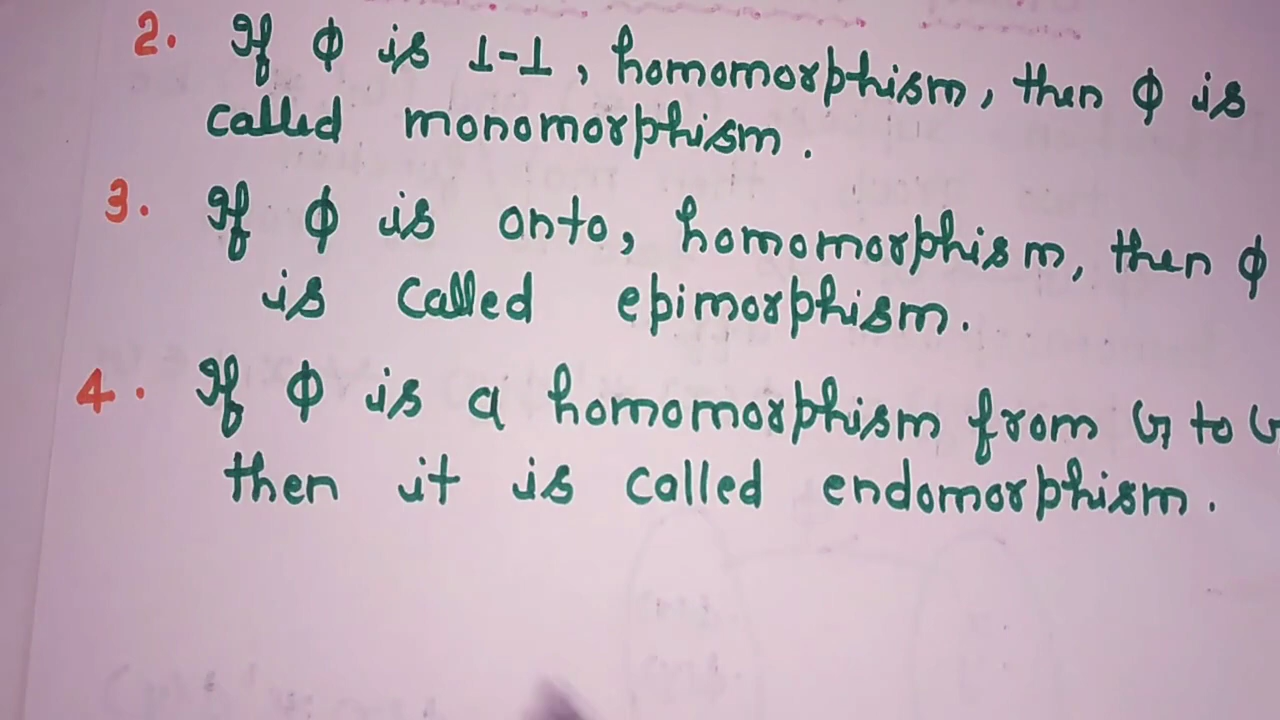 2. If ϕ is 1-1, homomorphism, then ϕ is
called monomorphism.
3. If ϕ is onto, homomorphism, then ϕ
is called epimorphism.
4. If ϕ is a homomorphism from G to G
then it is called endomorphism.